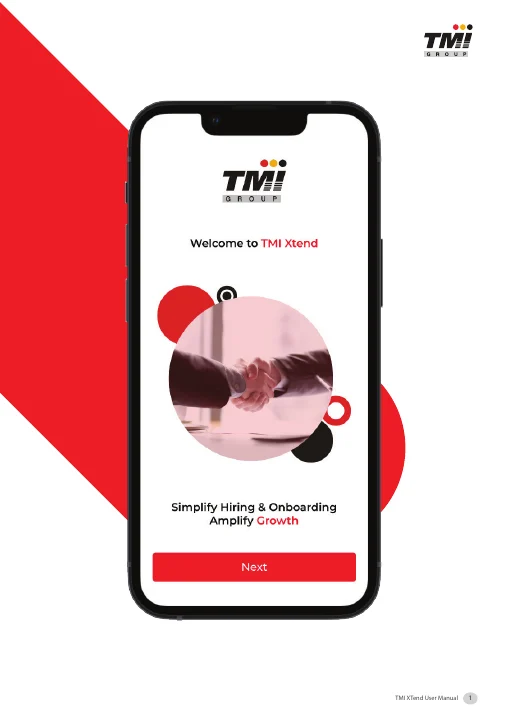 TMI
GROUP
TMI
GROUP
Welcome to TMI Xtend
Simplify Hiring & Onboarding
Amplify Growth
Next
TMI XTend User Manual 1